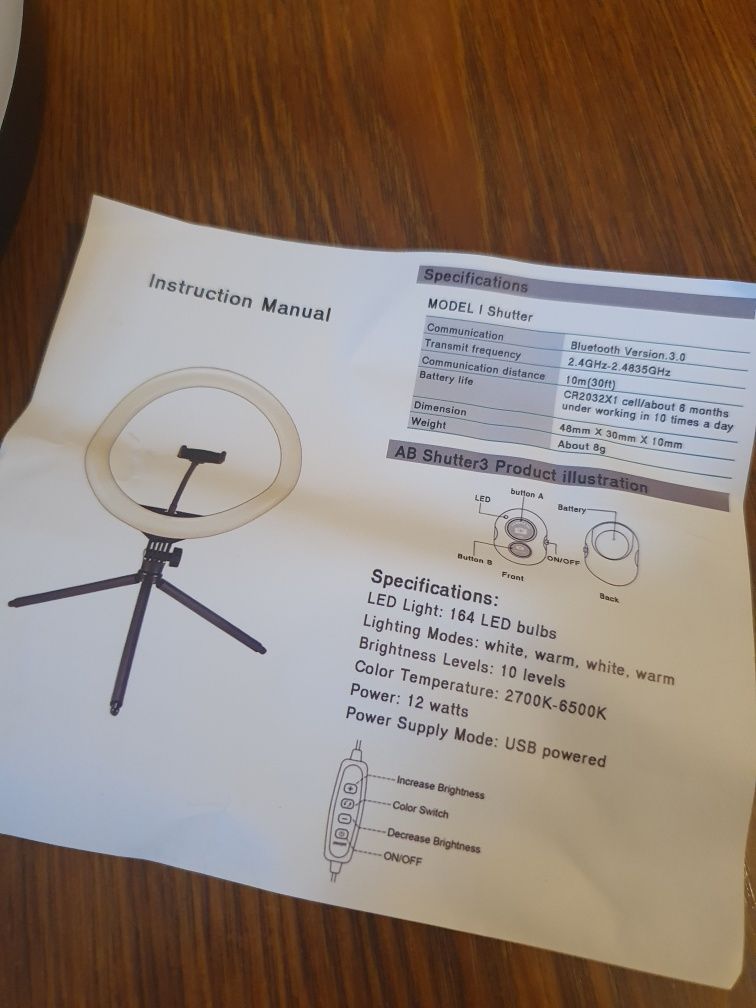 Instruction Manual
Specifications
MODEL I Shutter
Communication Bluetooth Version.3.0
Transmit frequency 2.4GHz-2.4835GHz
Communication distance 10m(30ft)
Battery life CR2032X1 cell/about 6 months
under working in 10 times a day
Dimension 48mm X 30mm X 10mm
Weight About 8g
AB Shutter3 Product illustration
LED
button A
Battery
Button B
ON/OFF
Front
Back
Specifications:
LED Light: 164 LED bulbs
Lighting Modes: white, warm, white, warm
Brightness Levels: 10 levels
Color Temperature: 2700K-6500K
Power: 12 watts
Power Supply Mode: USB powered
Increase Brightness
Color Switch
Decrease Brightness
ON/OFF